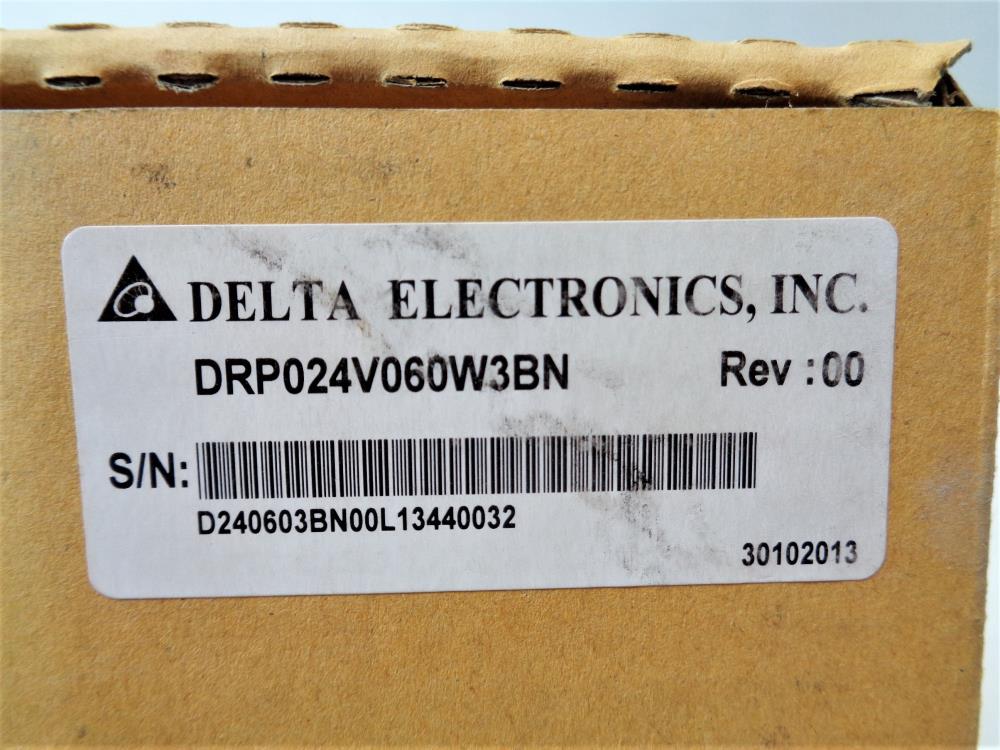 DELTA ELECTRONICS, INC.
DRP024V060W3BN Rev :00
S/N:
D240603BN00L13440032
30102013